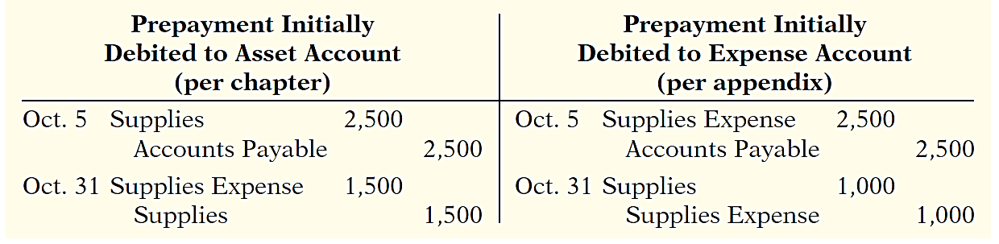 Prepayment Initially
Debited to Asset Account
(per chapter)
Oct. 5 Supplies 2,500
Accounts Payable 2,500
Oct. 31 Supplies Expense 1,500
Supplies 1,500
Prepayment Initially
Debited to Expense Account
(per appendix)
Oct. 5 Supplies Expense 2,500
Accounts Payable 2,500
Oct. 31 Supplies 1,000
Supplies Expense 1,000